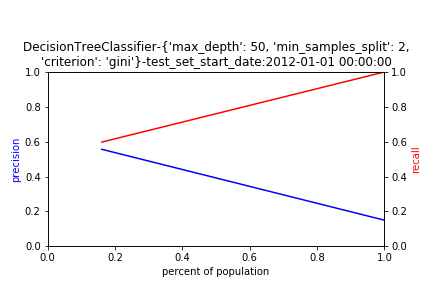 DecisionTreeClassifier-{'max_depth': 50, 'min_samples_split': 2,
'criterion': 'gini'}-test_set_start_date:2012-01-01 00:00:00
1.0
0.8
0.6
0.4
0.2
0.0
precision
1.0
0.8
0.6
0.4
0.2
0.0
recall
0.0 0.2 0.4 0.6 0.8 1.0
percent of population